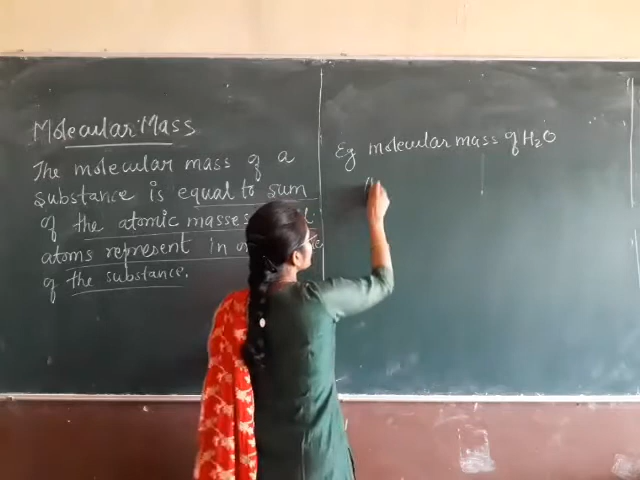 Molecular Mass
The molecular mass of a
substance is equal to sum
of the atomic masses
atoms represent in
of the substance.
Eg molecular mass of H₂O